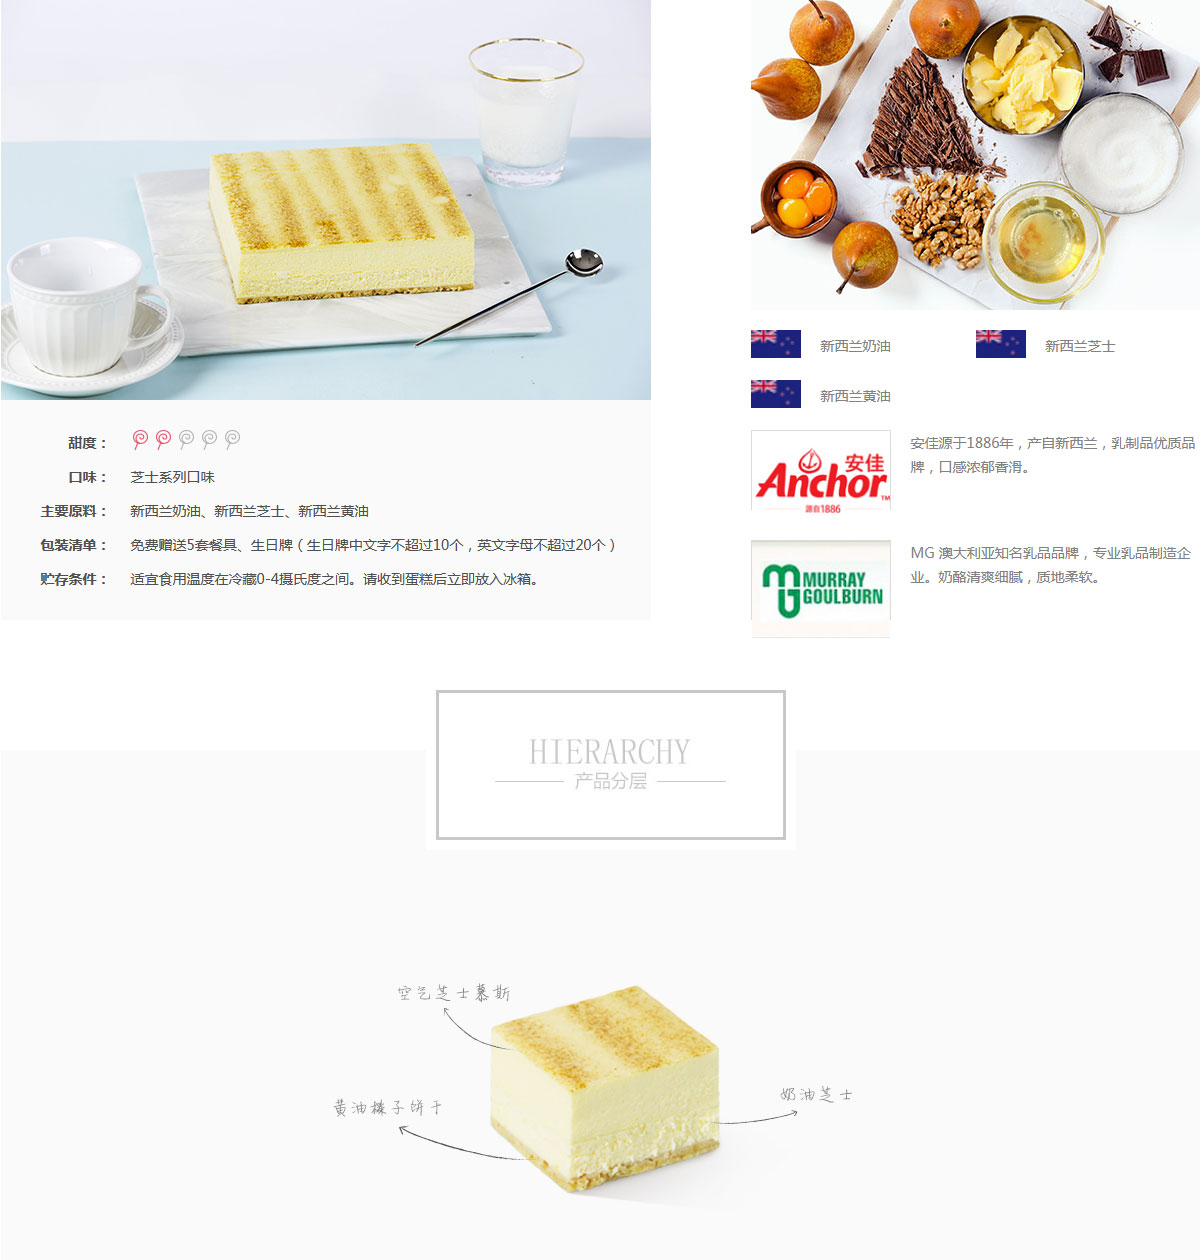 甜度：
口味： 芝士系列口味
主要原料： 新西兰奶油、新西兰芝士、新西兰黄油
包装清单： 免费赠送5套餐具、生日牌（生日牌中文字不超过10个，英文字母不超过20个）
贮存条件： 适宜食用温度在冷藏0-4摄氏度之间。请收到蛋糕后立即放入冰箱。
新西兰奶油 新西兰芝士
新西兰黄油
安佳
Anchor™
源自1886
安佳源于1886年，产自新西兰，乳制品优质品
牌，口感浓郁香滑。
MG MURRAY
GOULBURN
MG 澳大利亚知名乳品品牌，专业乳品制造企
业。奶酪清爽细腻，质地柔软。
HIERARCHY
产品分层
空气芝士慕斯
奶油芝士
黄油榛子饼干